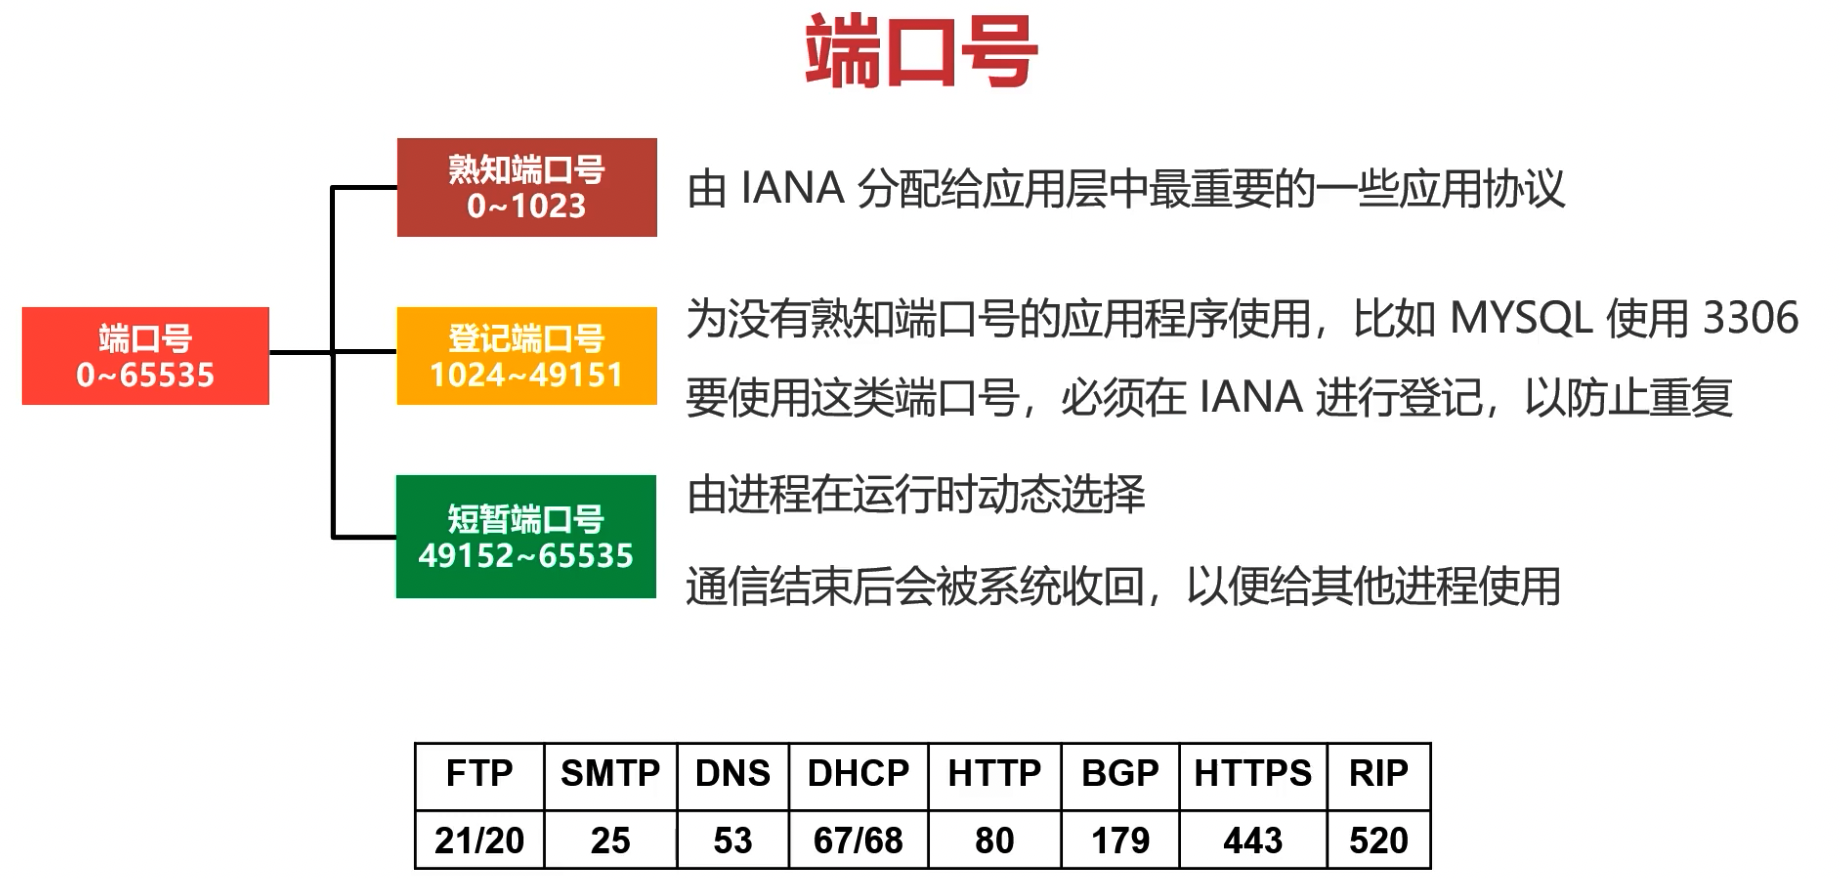 端口号
熟知端口号
0~1023
由 IANA 分配给应用层中最重要的一些应用协议
端口号
0~65535
登记端口号
1024~49151
为没有熟知端口号的应用程序使用，比如 MYSQL 使用 3306
要使用这类端口号，必须在 IANA 进行登记，以防止重复
短暂端口号
49152~65535
由进程在运行时动态选择
通信结束后会被系统收回，以便给其他进程使用
FTP SMTP DNS DHCP HTTP BGP HTTPS RIP
21/20 25 53 67/68 80 179 443 520